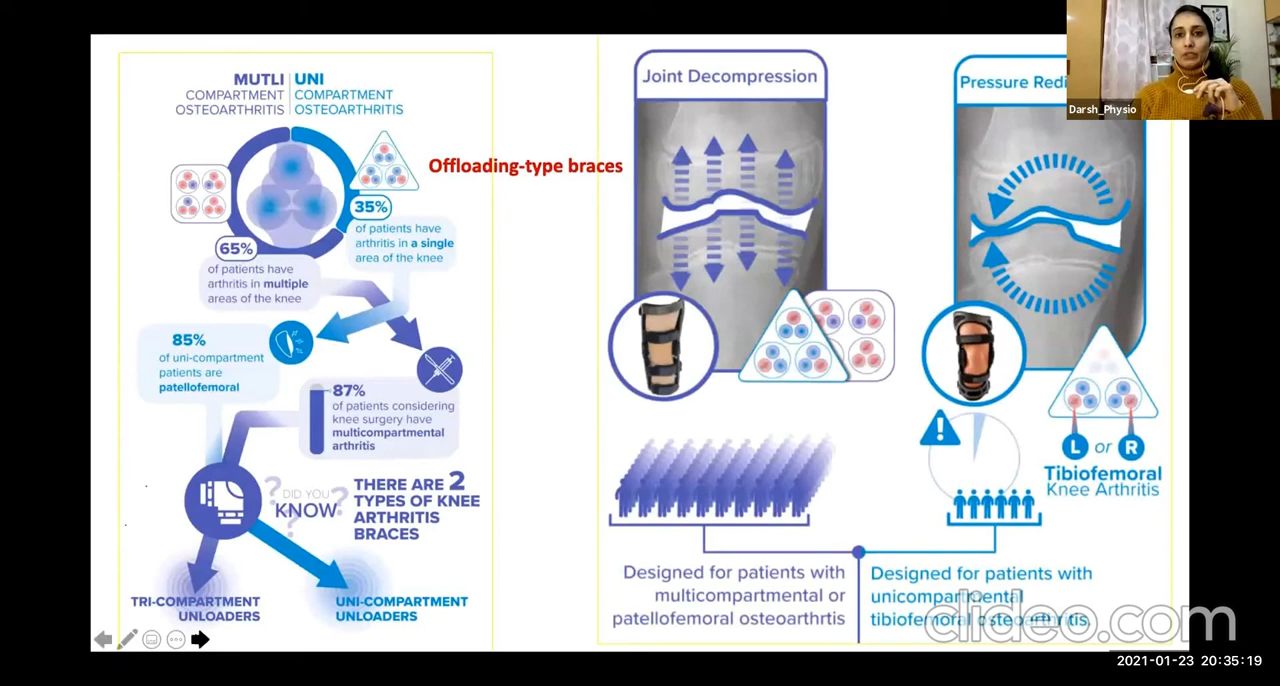 MUTLI
COMPARTMENT
OSTEOARTHRITIS
UNI
COMPARTMENT
OSTEOARTHRITIS
Offloading-type braces
35%
of patients have
arthritis in a single
area of the knee
65%
of patients have
arthritis in multiple
areas of the knee
85%
of uni-compartment
patients are
patellofemoral
87%
of patients considering
knee surgery have
multicompartmental
arthritis
DID YOU
KNOW
?
?
?
THERE ARE 2
TYPES OF KNEE
ARTHRITIS
BRACES
TRI-COMPARTMENT
UNLOADERS
UNI-COMPARTMENT
UNLOADERS
Joint Decompression
Pressure Redi
Darsh_Physio
!
L or R
Tibiofemoral
Knee Arthritis
Designed for patients with
multicompartmental or
patellofemoral osteoarthrtis
Designed for patients with
unicompartmental
tibiofemoral osteoarthritis.
clideo.com
2021-01-23 20:35:19